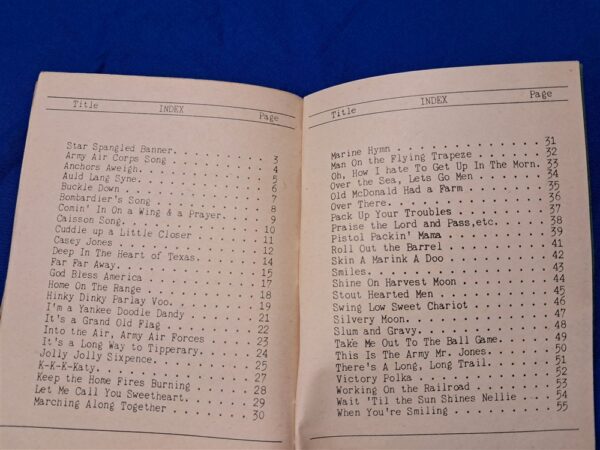 Title INDEX Page
Star Spangled Banner. . . . . . . . . 3
Army Air Corps Song . . . . . . . . . 4
Anchors Aweigh. . . . . . . . . . . . 5
Auld Lang Syne. . . . . . . . . . . . 6
Buckle Down . . . . . . . . . . . . . 7
Bombardier's Song . . . . . . . . . . 8
Comin' In On a Wing & a Prayer. . . . 9
Caisson Song. . . . . . . . . . . . . 10
Cuddle up a Little Closer . . . . . . 11
Casey Jones . . . . . . . . . . . . . 12
Deep In The Heart of Texas. . . . . . 14
Far Far Away. . . . . . . . . . . . . 15
God Bless America . . . . . . . . . . 17
Home On The Range . . . . . . . . . . 18
Hinky Dinky Parlay Voo. . . . . . . . 19
I'm a Yankee Doodle Dandy . . . . . . 21
It's a Grand Old Flag . . . . . . . . 22
Into the Air, Army Air Forces . . . . 23
It's a Long Way to Tipperary. . . . . 24
Jolly Jolly Sixpence. . . . . . . . . 25
K-K-K-Katy. . . . . . . . . . . . . . 27
Keep the Home Fires Burning . . . . . 28
Let Me Call You Sweetheart. . . . . . 29
Marching Along Together . . . . . . . 30
Title INDEX Page
Marine Hymn . . . . . . . . . . . . . 31
Man On the Flying Trapeze . . . . . . 32
Oh, How I hate To Get Up In The Morn. 33
Over the Sea, Lets Go Men . . . . . . 34
Old McDonald Had a Farm . . . . . . . 35
Over There. . . . . . . . . . . . . . 36
Pack Up Your Troubles . . . . . . . . 37
Praise the Lord and Pass,etc. . . . . 38
Pistol Packin' Mama . . . . . . . . . 39
Roll Out the Barrel . . . . . . . . . 41
Skin A Marink A Doo . . . . . . . . . 42
Smiles. . . . . . . . . . . . . . . . 43
Shine On Harvest Moon . . . . . . . . 44
Stout Hearted Men . . . . . . . . . . 45
Swing Low Sweet Chariot . . . . . . . 46
Silvery Moon. . . . . . . . . . . . . 47
Slum and Gravy. . . . . . . . . . . . 48
Take Me Out To The Ball Game. . . . . 49
This Is The Army Mr. Jones. . . . . . 50
There's A Long, Long Trail. . . . . . 51
Victory Polka . . . . . . . . . . . . 52
Working On the Railroad . . . . . . . 53
Wait 'Til the Sun Shines Nellie . . . 54
When You're Smiling . . . . . . . . . 55